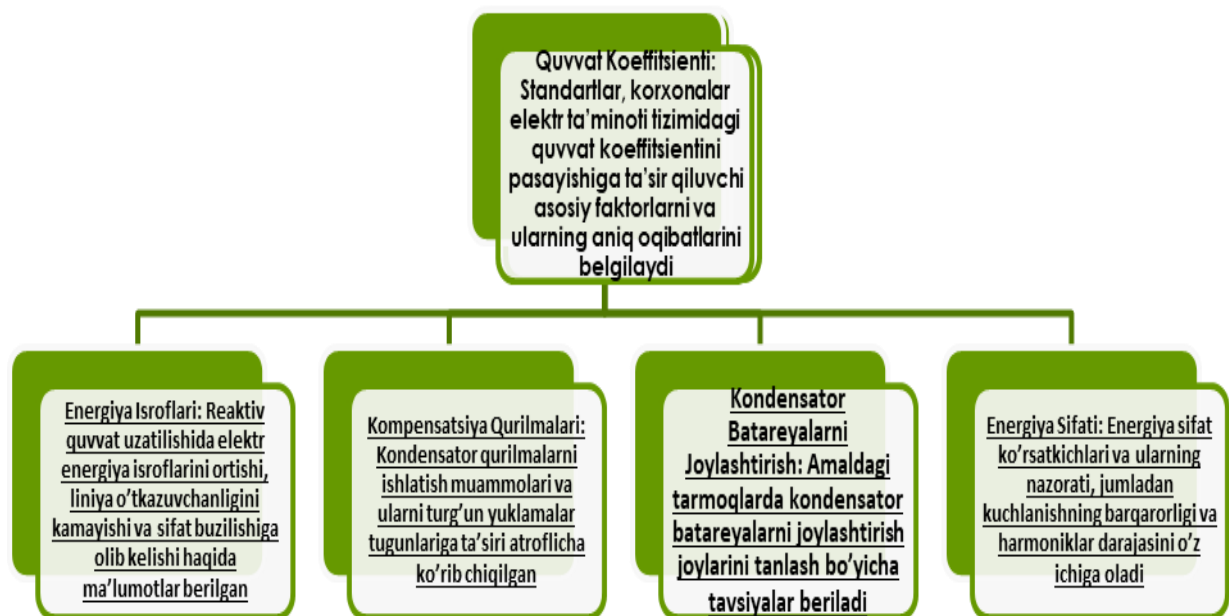 Quvvat Koeffitsienti:
Standartlar, korxonalar
elektr ta'minoti tizimidagi
quvvat koeffitsientini
pasayishiga ta'sir qiluvchi
asosiy faktorlarni va
ularning aniq oqibatlarini
belgilaydi
Energiya Isroflari: Reaktiv
quvvat uzatilishida elektr
energiya isroflarini ortishi,
liniya o'tkazuvchanligini
kamayishi va sifat buzilishiga
olib kelishi haqida
ma'lumotlar berilgan
Kompensatsiya Qurilmalari:
Kondensator qurilmalarni
ishlatish muammolari va
ularni turg'un yuklamalar
tugunlariga ta'siri atroflicha
ko'rib chiqilgan
Kondensator
Batareyalarni
Joylashtirish: Amaldagi
tarmoqlarda kondensator
batareyalarni joylashtirish
joylarini tanlash bo'yicha
tavsiyalar beriladi
Energiya Sifati: Energiya sifat
ko'rsatkichlari va ularning
nazorati, jumladan
kuchlanishning barqarorligi va
harmoniklar darajasini o'z
ichiga oladi